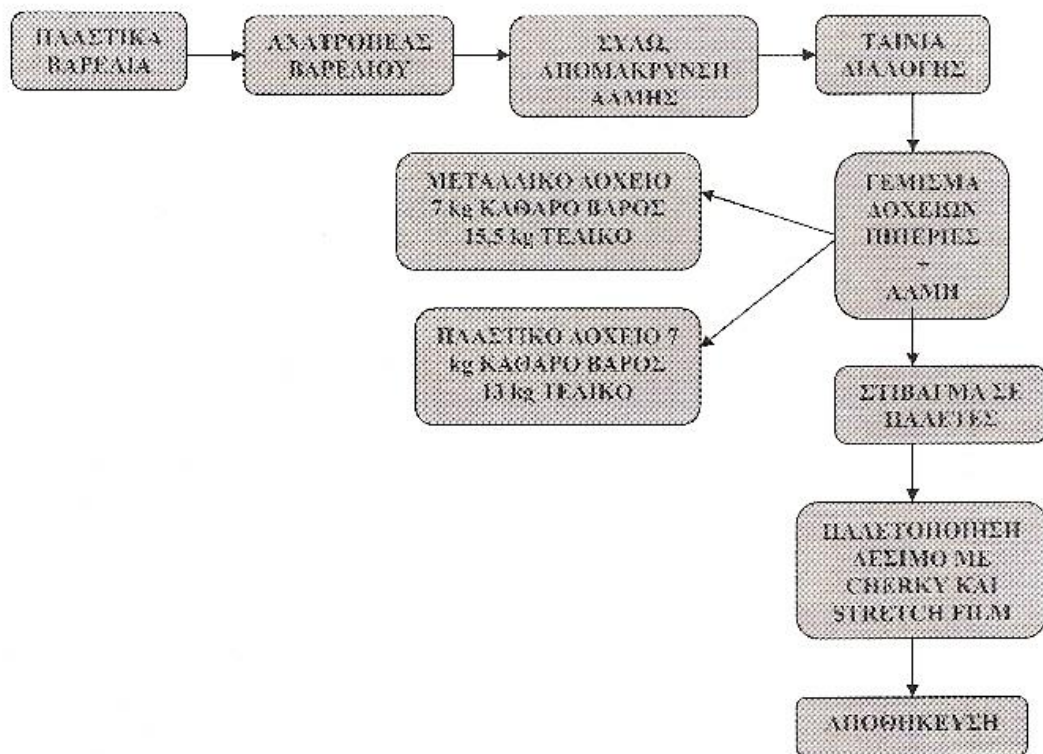 ΠΛΑΣΤΙΚΑ
ΒΑΡΕΛΙΑ
ΑΝΑΤΡΟΠΕΑΣ
ΒΑΡΕΛΙΟΥ
ΣΥΛΩ,
ΑΠΟΜΑΚΡΥΝΣΗ
ΑΛΜΗΣ
ΤΑΙΝΙΑ
ΔΙΑΛΟΓΗΣ
ΓΕΜΙΣΜΑ
ΔΟΧΕΙΩΝ
ΠΙΠΕΡΙΕΣ
+
ΑΛΜΗ
ΜΕΤΑΛΛΙΚΟ ΔΟΧΕΙΟ
7 kg ΚΑΘΑΡΟ ΒΑΡΟΣ
15,5 kg ΤΕΛΙΚΟ
ΠΛΑΣΤΙΚΟ ΔΟΧΕΙΟ 7
kg ΚΑΘΑΡΟ ΒΑΡΟΣ
13 kg ΤΕΛΙΚΟ
ΣΤΙΒΑΓΜΑ ΣΕ
ΠΑΛΕΤΕΣ
ΠΑΛΕΤΟΠΟΙΗΣΗ
ΔΕΣΙΜΟ ΜΕ
CHERKY ΚΑΙ
STRETCH FILM
ΑΠΟΘΗΚΕΥΣΗ